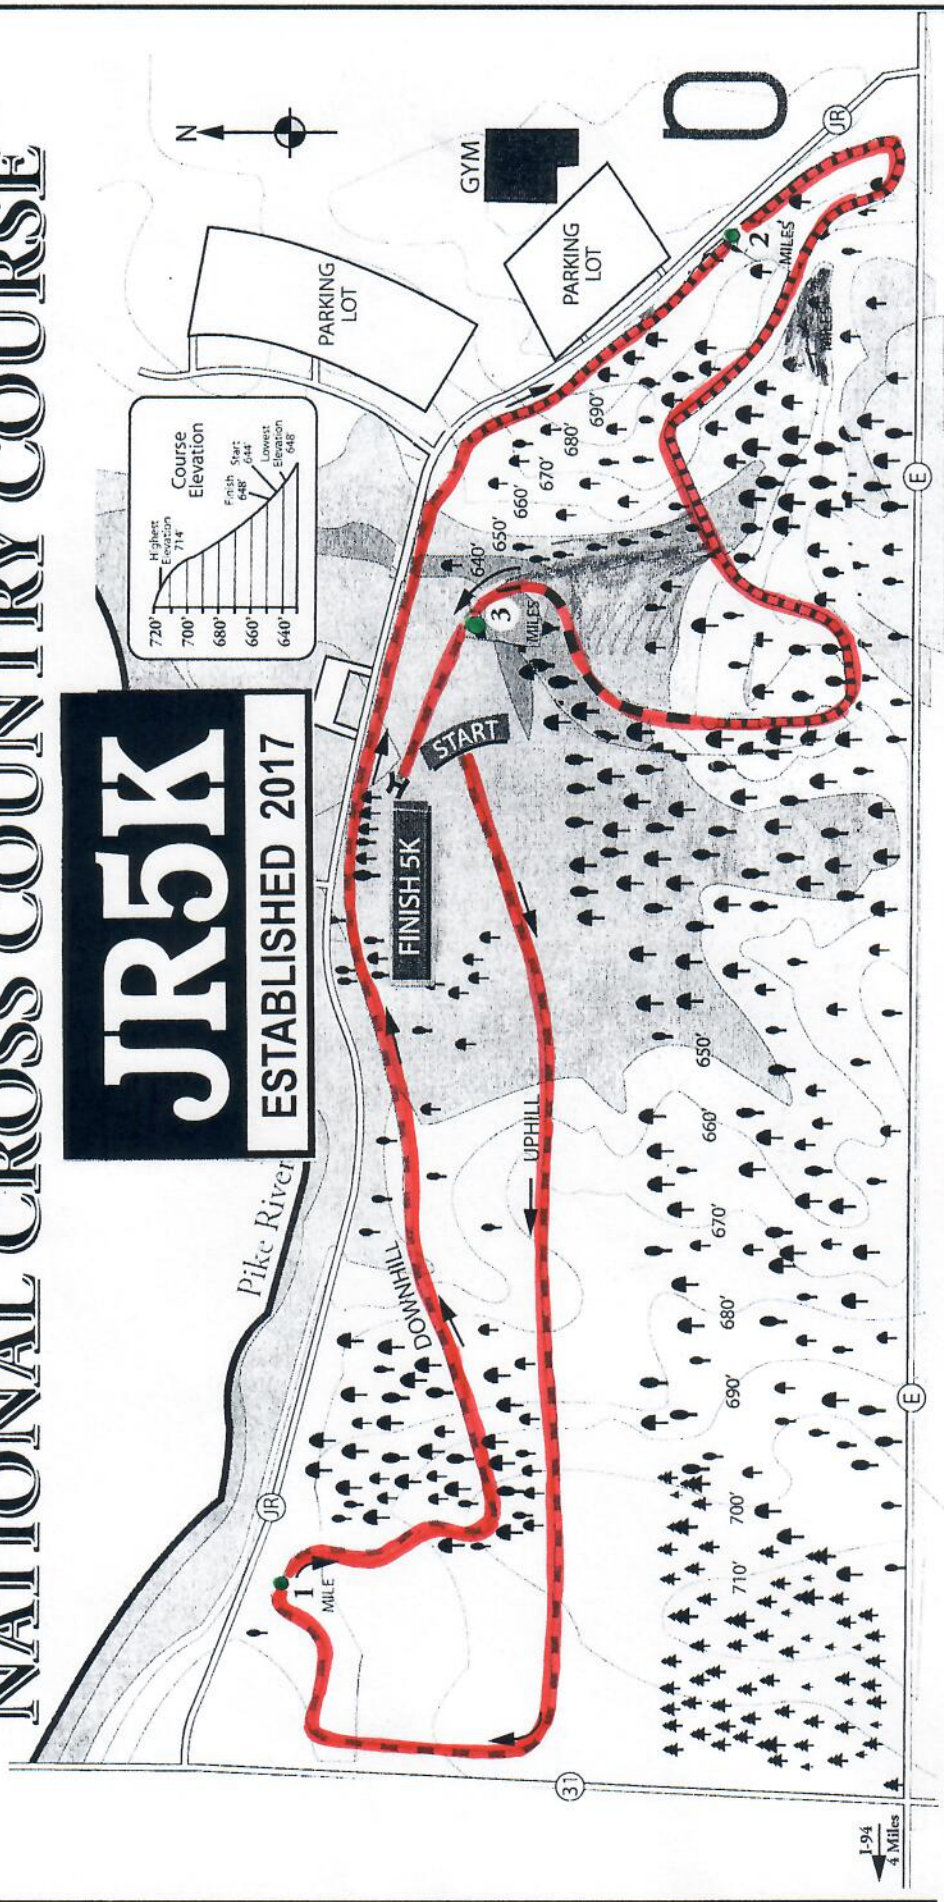 NATIONAL CROSS COUNTRY COURSE
JR5K
ESTABLISHED 2017
Course
Elevation
Highest
Elevation
714'
Finish
648'
Start
644'
Lowest
Elevation
648'
720'
700'
680'
660'
640'
N
GYM
PARKING
LOT
PARKING
LOT
Pike River
JR
JR
1
MILE
DOWNHILL
UPHILL
START
FINISH 5K
3
MILES
2
MILES
640'
650'
660'
670'
680'
690'
650'
660'
670'
680'
690'
700'
710'
31
E
E
I-94
4 Miles